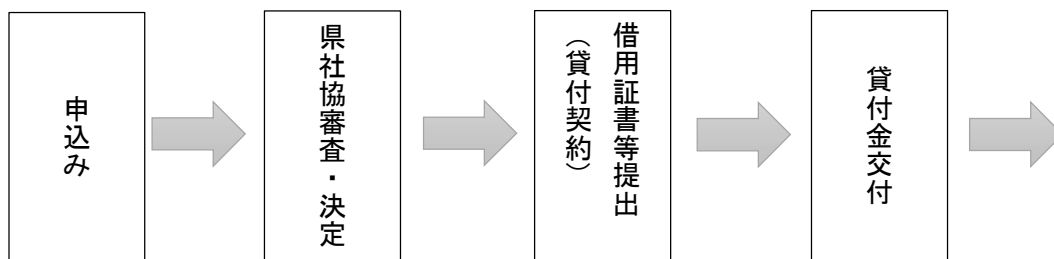 申込み
県社協審査・決定
借用証書等提出
（貸付契約）
貸付金交付